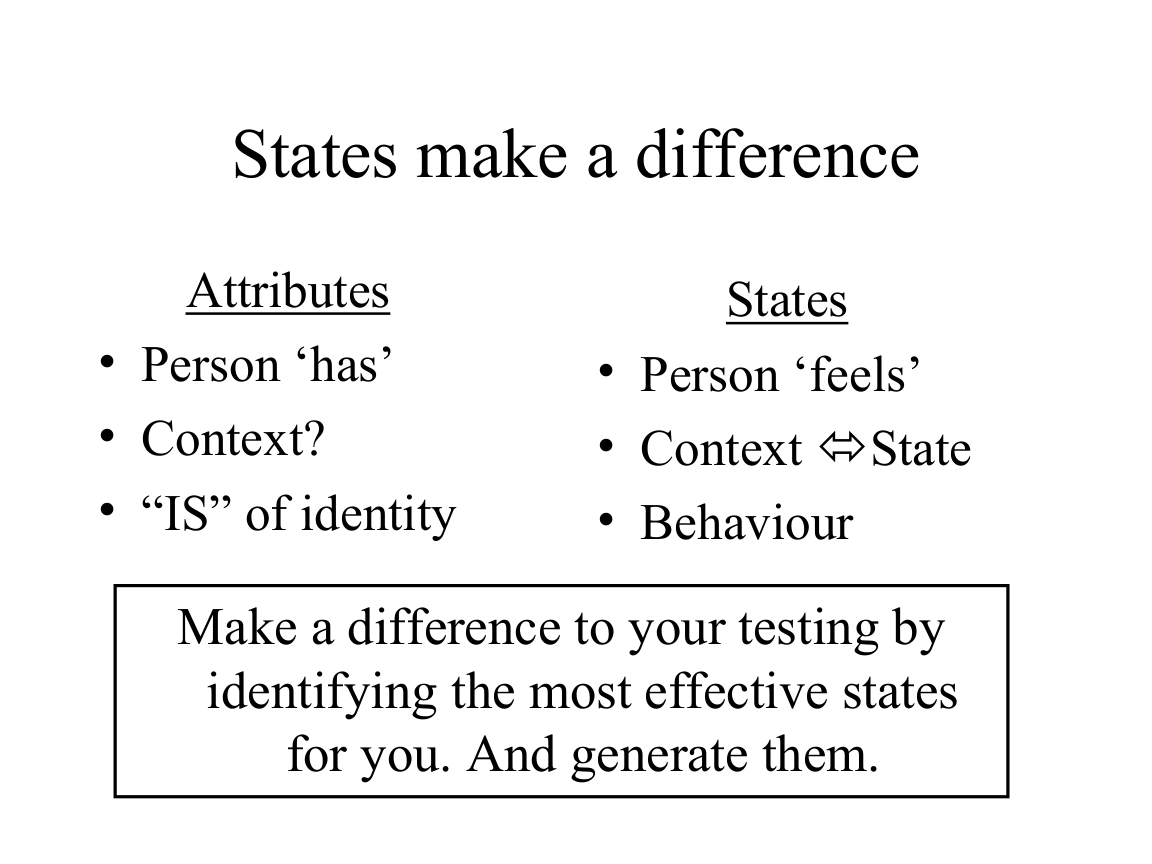 States make a difference
Attributes
• Person ‘has’
• Context?
• “IS” of identity
States
• Person ‘feels’
• Context ⬄State
• Behaviour
Make a difference to your testing by
identifying the most effective states
for you. And generate them.